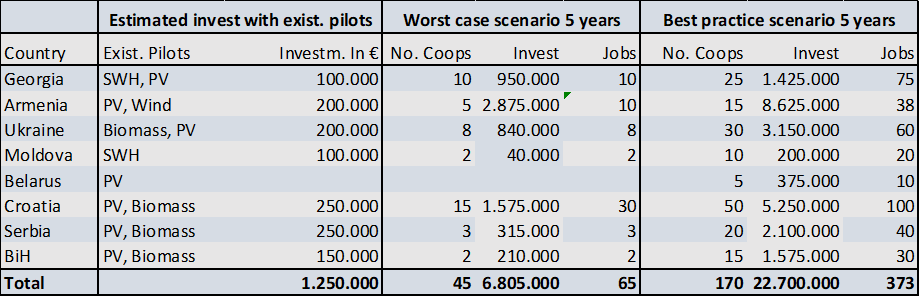 Estimated invest with exist. pilots Worst case scenario 5 years Best practice scenario 5 years
Country Exist. Pilots Investm. In € No. Coops Invest Jobs No. Coops Invest Jobs
Georgia SWH, PV 100.000 10 950.000 10 25 1.425.000 75
Armenia PV, Wind 200.000 5 2.875.000 10 15 8.625.000 38
Ukraine Biomass, PV 200.000 8 840.000 8 30 3.150.000 60
Moldova SWH 100.000 2 40.000 2 10 200.000 20
Belarus PV 5 375.000 10
Croatia PV, Biomass 250.000 15 1.575.000 30 50 5.250.000 100
Serbia PV, Biomass 250.000 3 315.000 3 20 2.100.000 40
BiH PV, Biomass 150.000 2 210.000 2 15 1.575.000 30
Total 1.250.000 45 6.805.000 65 170 22.700.000 373